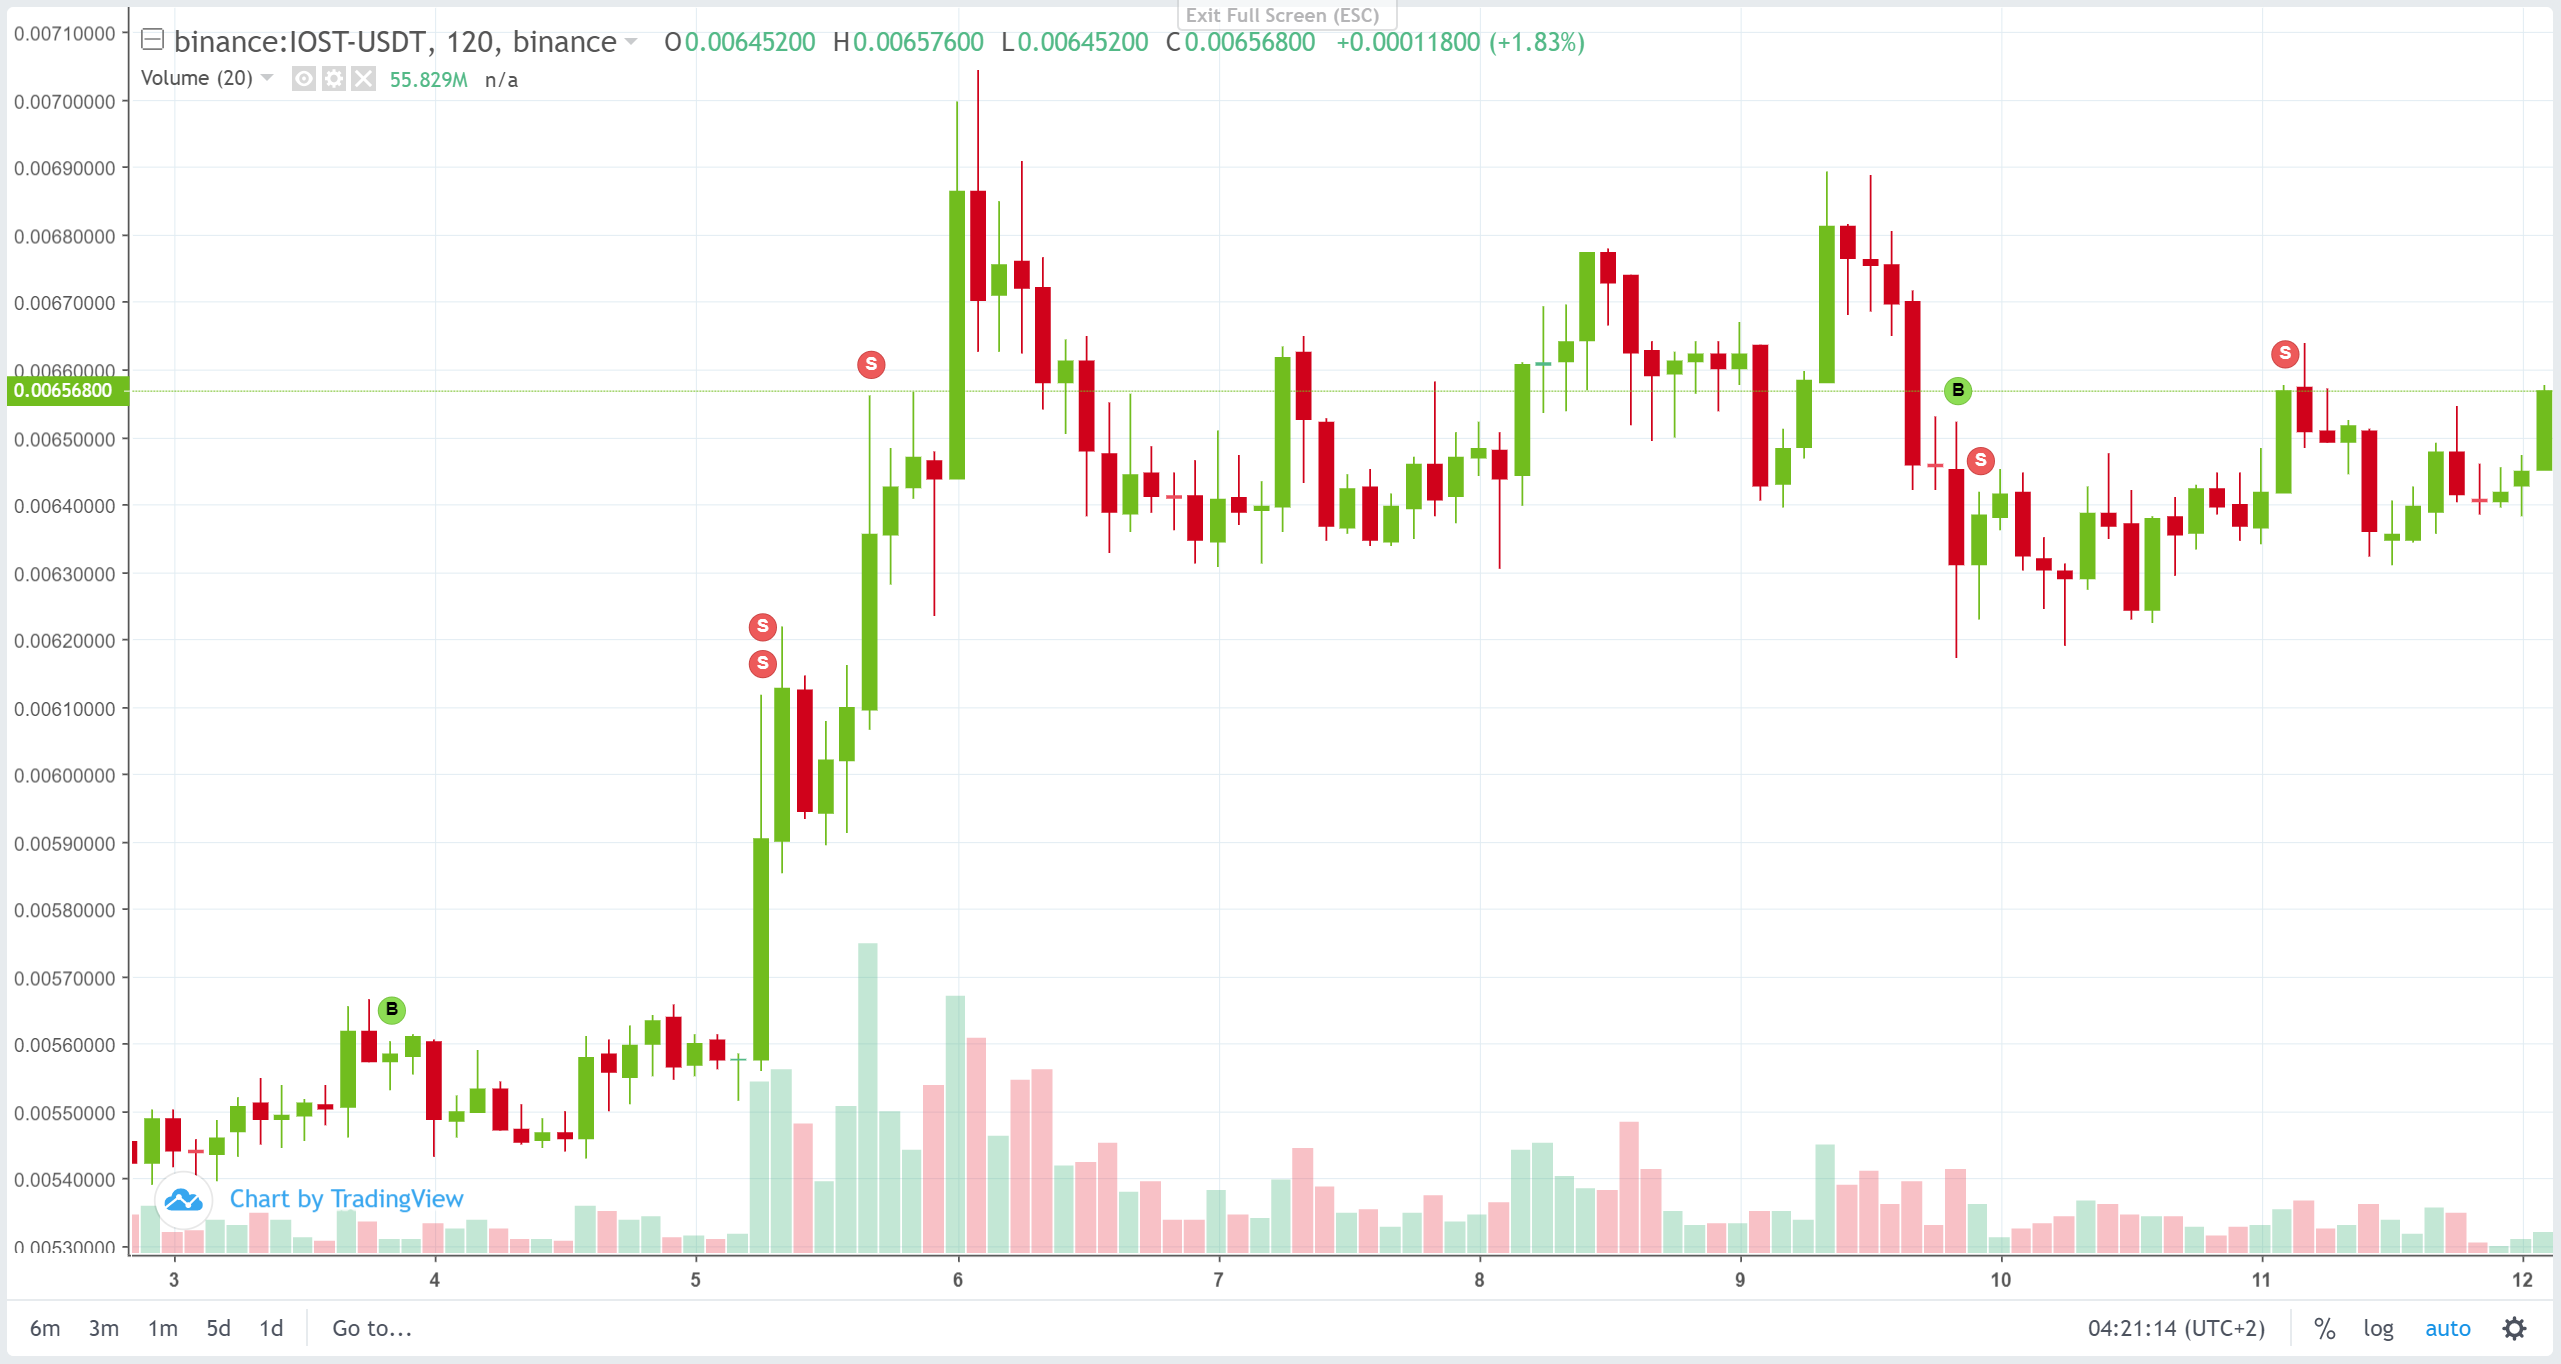 Exit Full Screen (ESC)
binance:IOST-USDT, 120, binance O0.00645200 H0.00657600 L0.00645200 C0.00656800 +0.00011800 (+1.83%)
Volume (20) 55.829M n/a
0.00710000
0.00700000
0.00690000
0.00680000
0.00670000
0.00660000
0.00656800
0.00650000
0.00640000
0.00630000
0.00620000
0.00610000
0.00600000
0.00590000
0.00580000
0.00570000
0.00560000
0.00550000
0.00540000
0.00530000
S
S
B
S
S
S
B
Chart by TradingView
3 4 5 6 7 8 9 10 11 12
6m 3m 1m 5d 1d Go to... 04:21:14 (UTC+2) % log auto